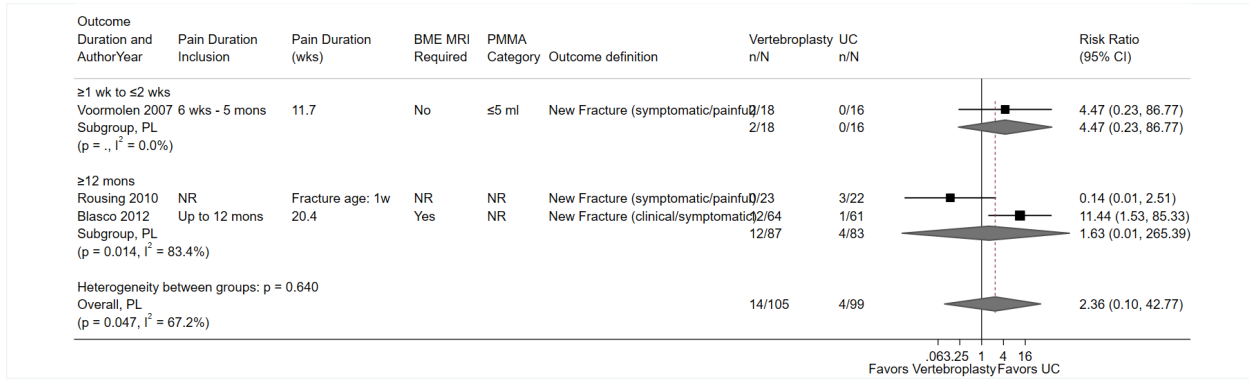 Outcome
Duration and Pain Duration Pain Duration BME MRI PMMA Vertebroplasty UC Risk Ratio
AuthorYear Inclusion (wks) Required Category Outcome definition n/N n/N (95% CI)
≥1 wk to ≤2 wks
Voormolen 2007 6 wks - 5 mons 11.7 No ≤5 ml New Fracture (symptomatic/painful) 2/18 0/16 4.47 (0.23, 86.77)
Subgroup, PL 2/18 0/16 4.47 (0.23, 86.77)
(p = ., I² = 0.0%)
≥12 mons
Rousing 2010 NR Fracture age: 1w NR NR New Fracture (symptomatic/painful) 0/23 3/22 0.14 (0.01, 2.51)
Blasco 2012 Up to 12 mons 20.4 Yes NR New Fracture (clinical/symptomatic) 12/64 1/61 11.44 (1.53, 85.33)
Subgroup, PL 12/87 4/83 1.63 (0.01, 265.39)
(p = 0.014, I² = 83.4%)
Heterogeneity between groups: p = 0.640
Overall, PL 14/105 4/99 2.36 (0.10, 42.77)
(p = 0.047, I² = 67.2%)
.063 .25 1 4 16
Favors Vertebroplasty Favors UC